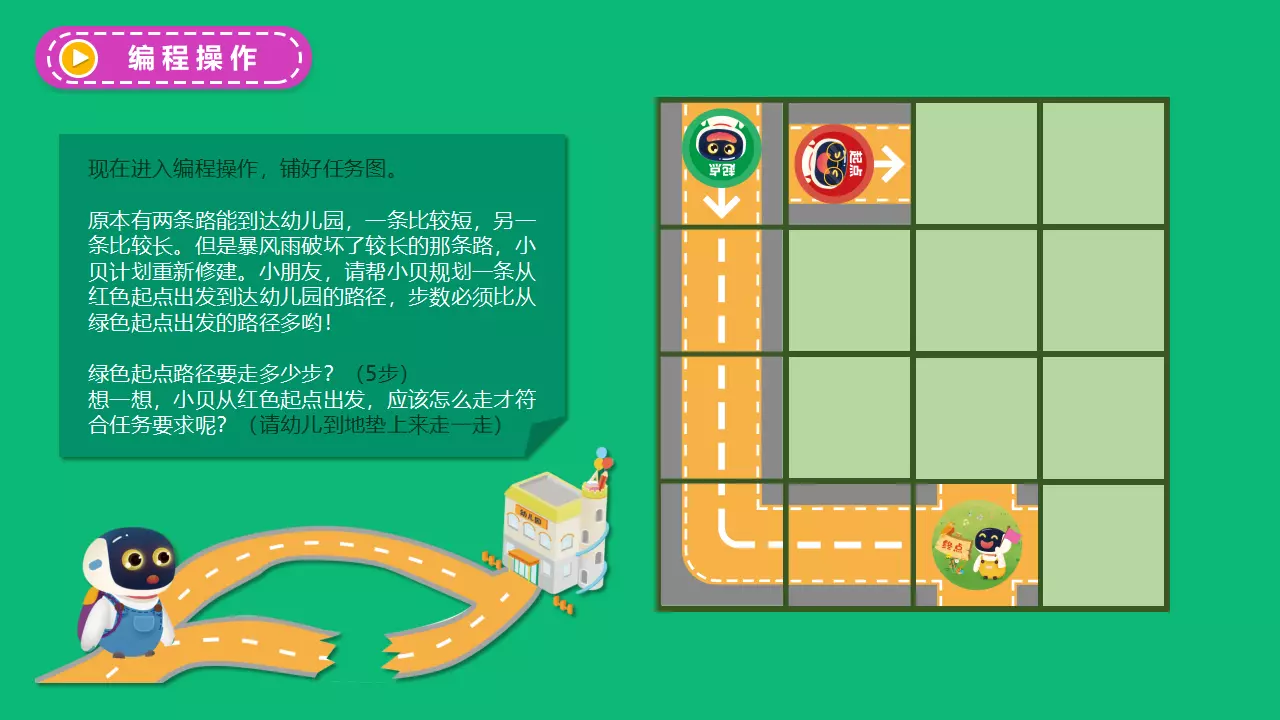 编程操作
现在进入编程操作，铺好任务图。
原本有两条路能到达幼儿园，一条比较短，另一
条比较长。但是暴风雨破坏了较长的那条路，小
贝计划重新修建。小朋友，请帮小贝规划一条从
红色起点出发到达幼儿园的路径，步数必须比从
绿色起点出发的路径多哟！
绿色起点路径要走多少步？（5步）
想一想，小贝从红色起点出发，应该怎么走才符
合任务要求呢？（请幼儿到地垫上来走一走）
起点
起点
终点
幼儿园